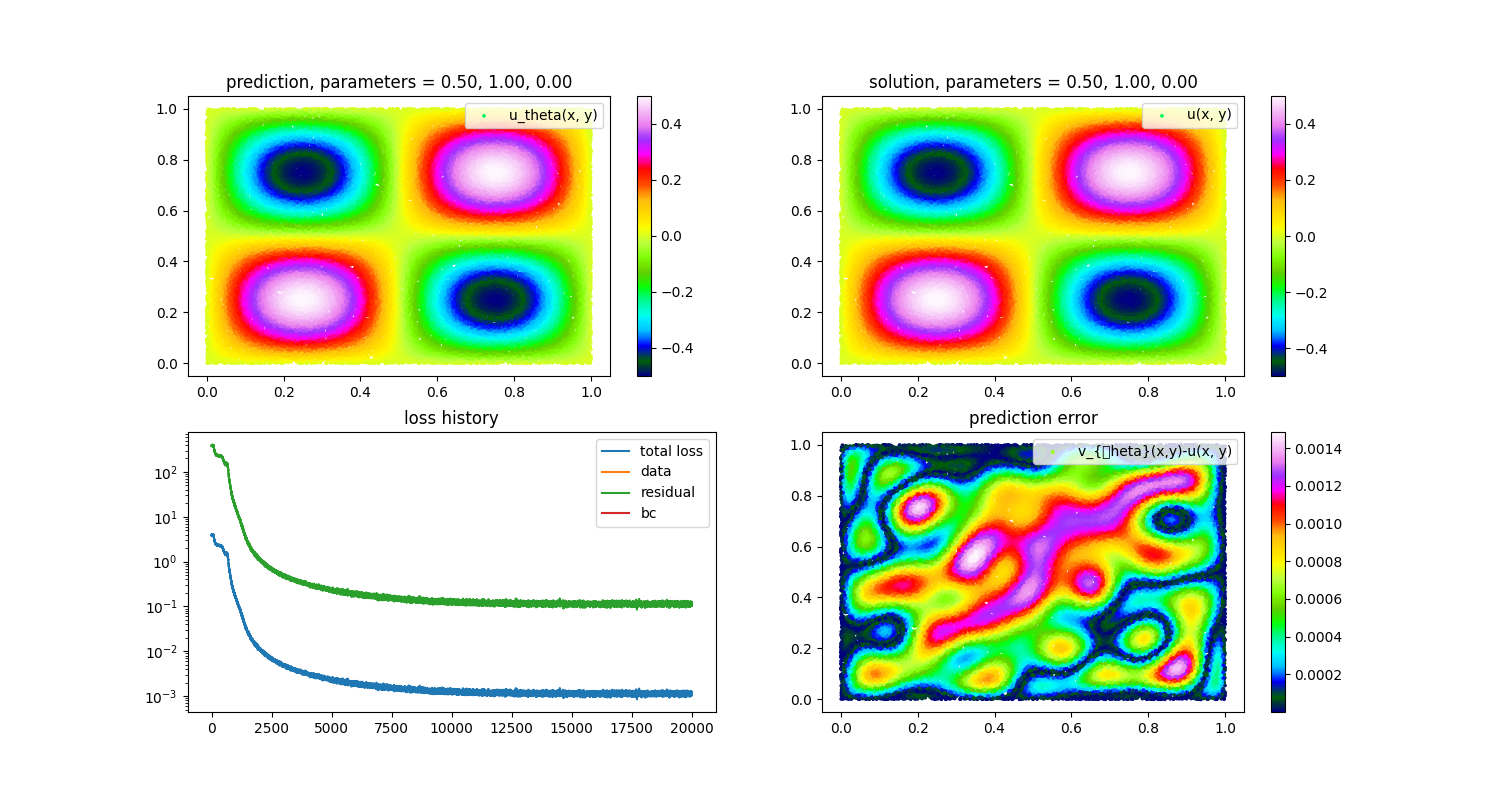 prediction, parameters = 0.50, 1.00, 0.00
u_theta(x, y)
1.0
0.8
0.6
0.4
0.2
0.0
0.0 0.2 0.4 0.6 0.8 1.0
0.4
0.2
0.0
−0.2
−0.4
solution, parameters = 0.50, 1.00, 0.00
u(x, y)
1.0
0.8
0.6
0.4
0.2
0.0
0.0 0.2 0.4 0.6 0.8 1.0
0.4
0.2
0.0
−0.2
−0.4
loss history
total loss
data
residual
bc
10²
10¹
10⁰
10⁻¹
10⁻²
10⁻³
0 2500 5000 7500 10000 12500 15000 17500 20000
prediction error
v_{▯heta}(x,y)-u(x, y)
1.0
0.8
0.6
0.4
0.2
0.0
0.0 0.2 0.4 0.6 0.8 1.0
0.0014
0.0012
0.0010
0.0008
0.0006
0.0004
0.0002